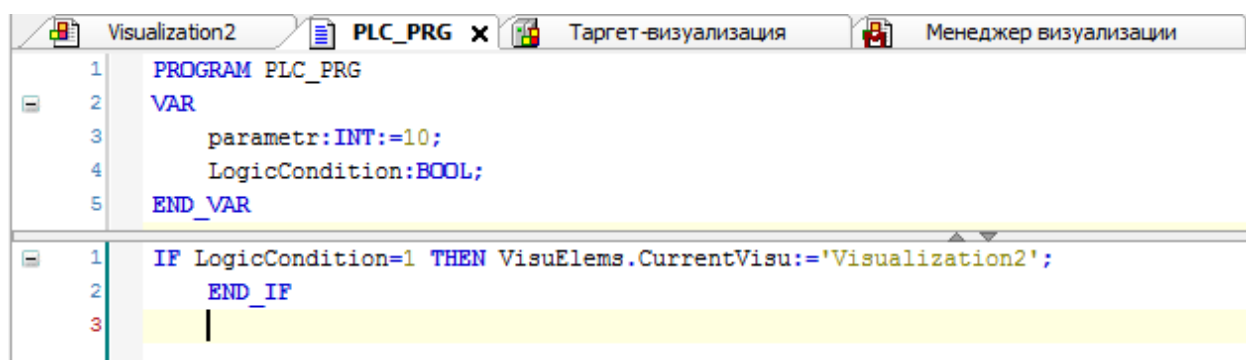 Visualization2 PLC_PRG X Таргет-визуализация Менеджер визуализации
1 PROGRAM PLC_PRG
2 VAR
3 parametr:INT:=10;
4 LogicCondition:BOOL;
5 END_VAR
1 IF LogicCondition=1 THEN VisuElems.CurrentVisu:='Visualization2';
2 END_IF
3